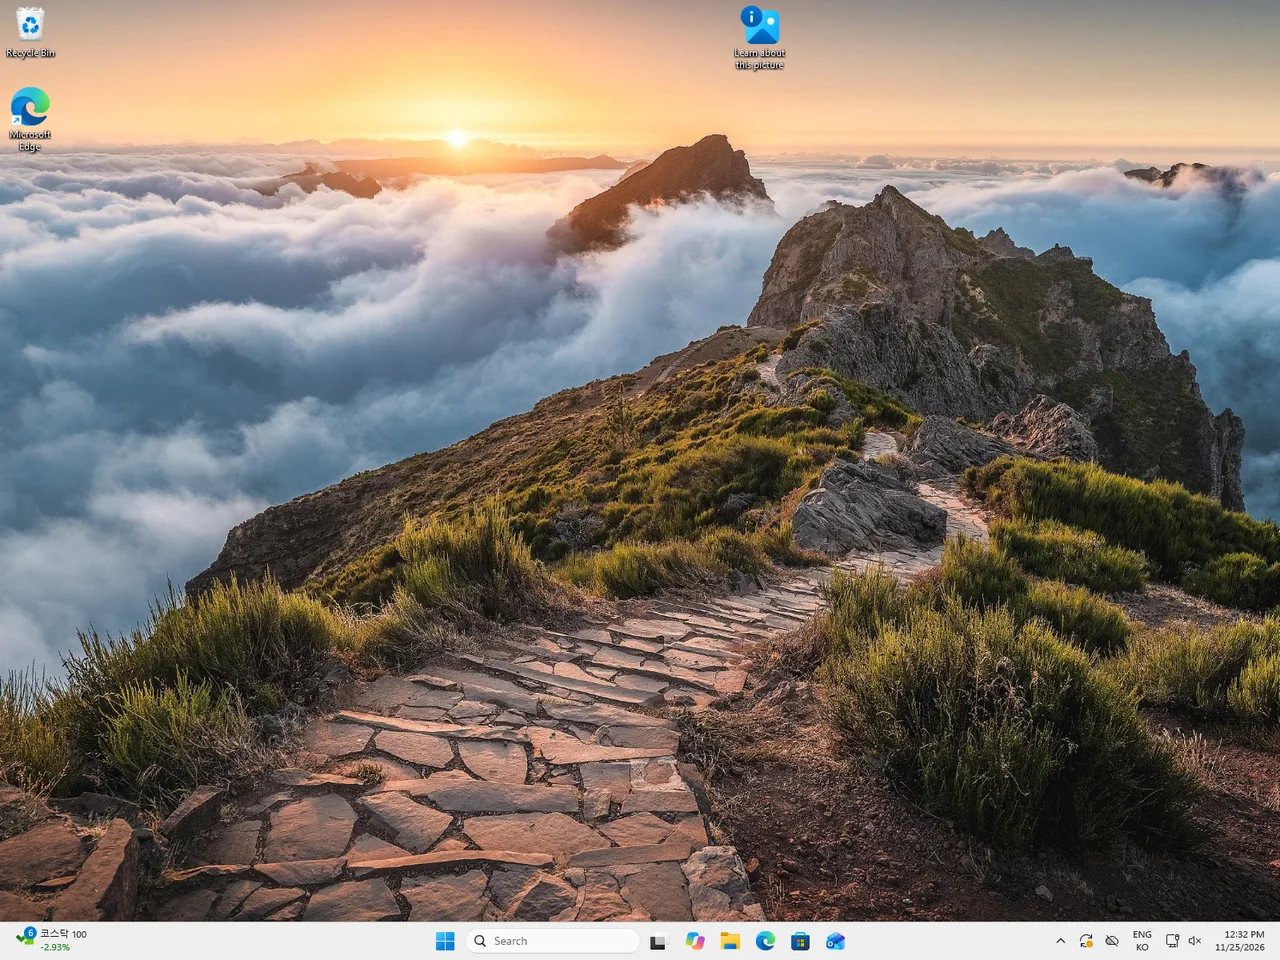 Recycle Bin
Learn about
this picture
Microsoft
Edge
6
코스닥 100
-2.93%
Search
ENG
KO
12:32 PM
11/25/2026